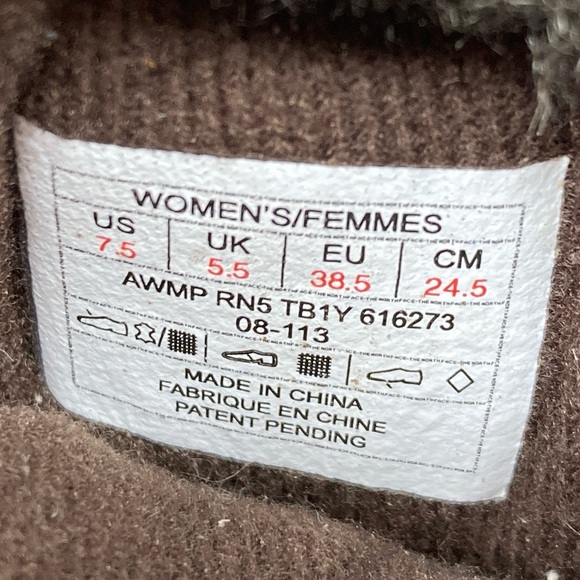 WOMEN'S/FEMMES
US UK EU CM
7.5 5.5 38.5 24.5
AWMP RN5 TB1Y 616273
08-113
MADE IN CHINA
FABRIQUE EN CHINE
PATENT PENDING